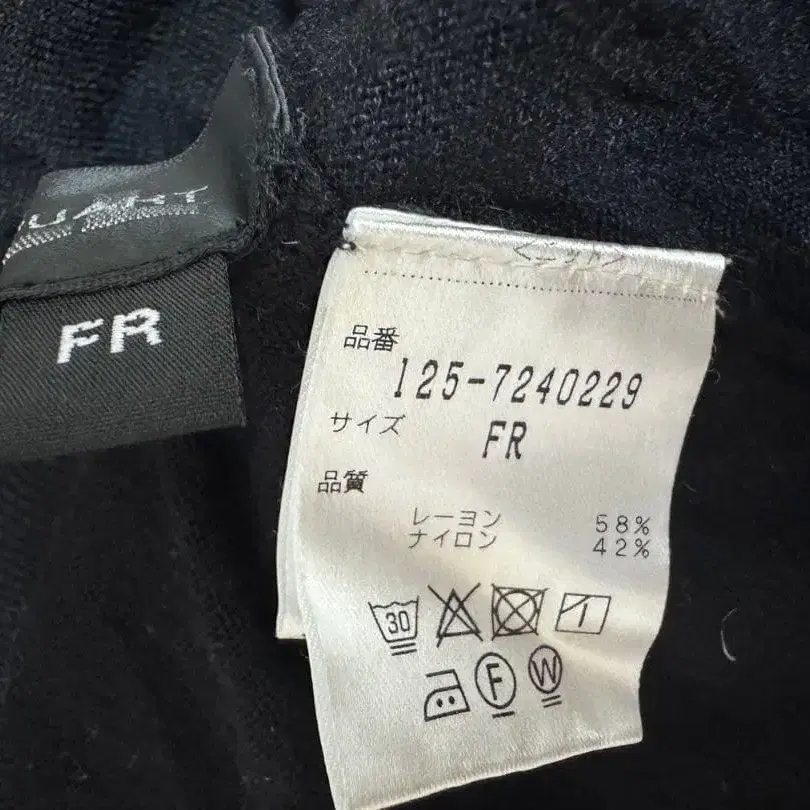 UART
FR
品番
125-7240229
サイズ
FR
品質
レーヨン 58%
ナイロン 42%
30
F
W